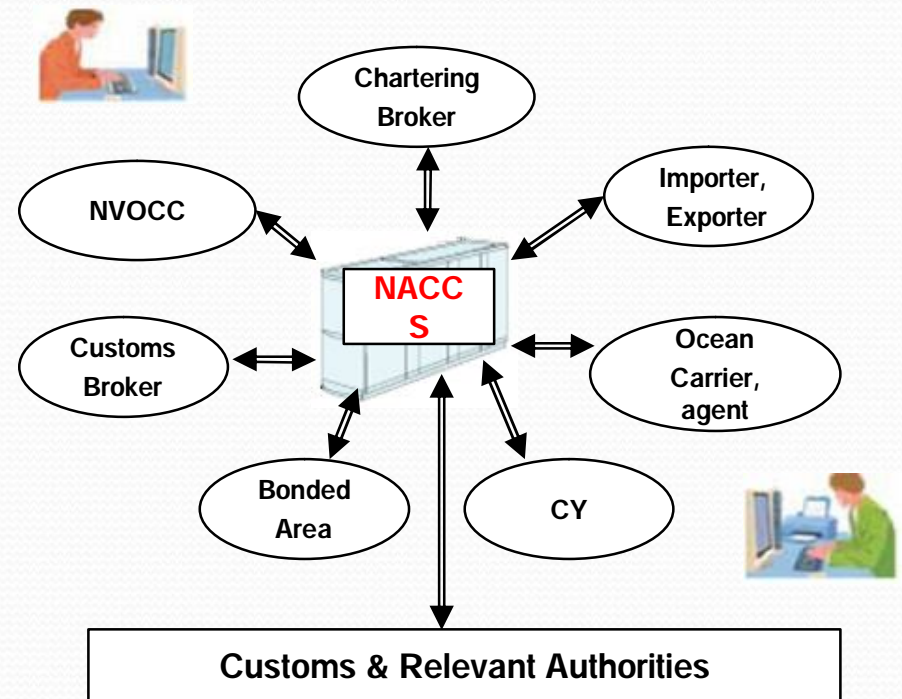 Chartering
Broker
Importer,
Exporter
NVOCC
NACC
S
Customs
Broker
Ocean
Carrier,
agent
Bonded
Area
CY
Customs & Relevant Authorities